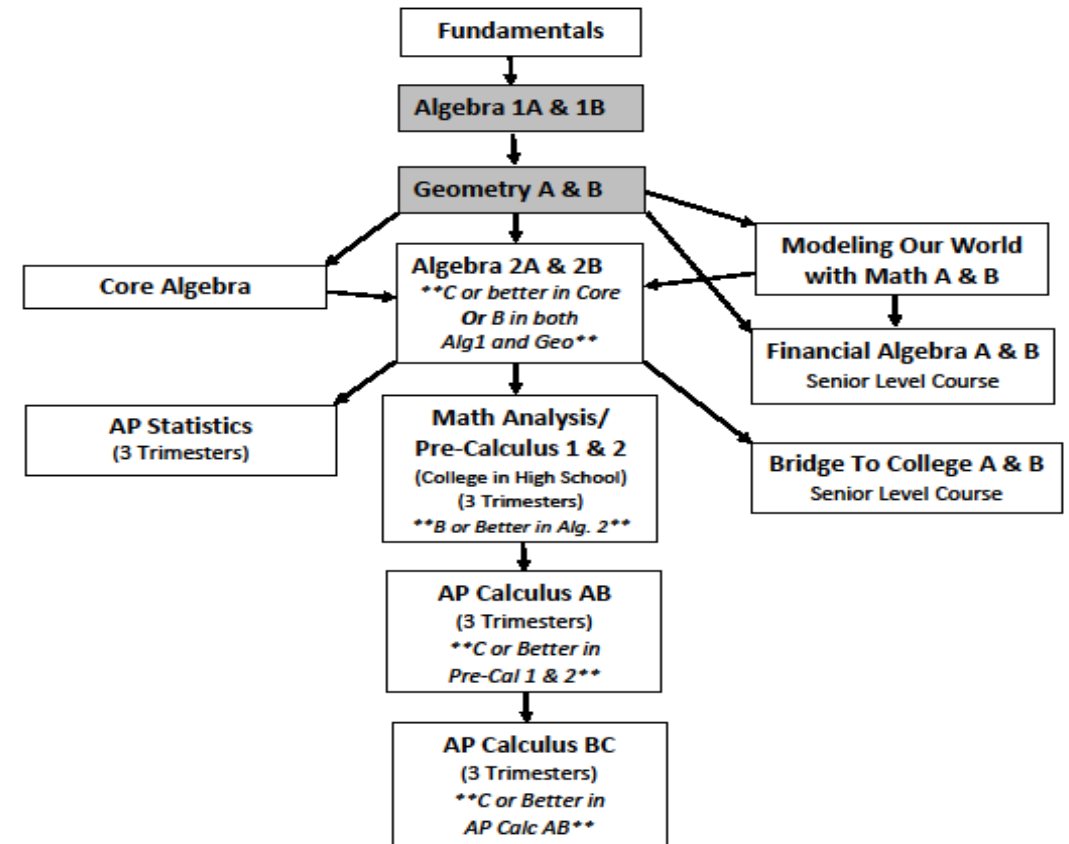 Fundamentals
Algebra 1A & 1B
Geometry A & B
Modeling Our World
with Math A & B
Core Algebra
Algebra 2A & 2B
**C or better in Core
Or B in both
Alg1 and Geo**
Financial Algebra A & B
Senior Level Course
AP Statistics
(3 Trimesters)
Math Analysis/
Pre-Calculus 1 & 2
(College in High School)
(3 Trimesters)
**B or Better in Alg. 2**
Bridge To College A & B
Senior Level Course
AP Calculus AB
(3 Trimesters)
**C or Better in
Pre-Cal 1 & 2**
AP Calculus BC
(3 Trimesters)
**C or Better in
AP Calc AB**